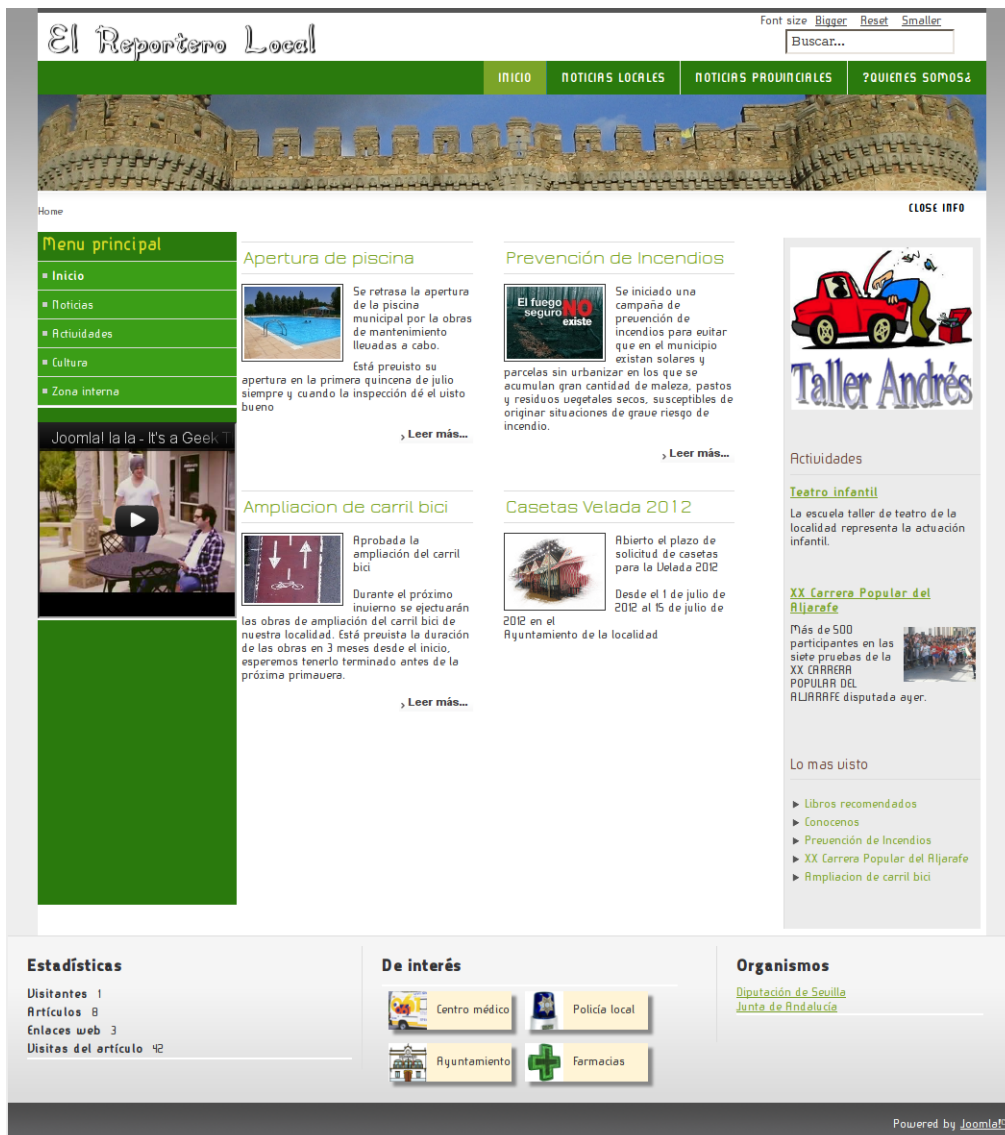 El Reportero Local
Font size Bigger Reset Smaller
Buscar...
INICIO NOTICIAS LOCALES NOTICIAS PROVINCIALES ?QUIENES SOMOS¿
Home
CLOSE INFO
Menu principal
Inicio
Noticias
Actividades
Cultura
Zona interna
Joomla! la la - It's a Geek T
Apertura de piscina
Se retrasa la apertura
de la piscina
municipal por la obras
de mantenimiento
llevadas a cabo.
Está previsto su
apertura en la primera quincena de julio
siempre y cuando la inspección dé el visto
bueno
Leer más...
Prevención de Incendios
El fuego
seguro NO
existe
Se iniciado una
campaña de
prevención de
incendios para evitar
que en el municipio
existan solares y
parcelas sin urbanizar en los que se
acumulan gran cantidad de maleza, pastos
y residuos vegetales secos, susceptibles de
originar situaciones de grave riesgo de
incendio.
Leer más...
Ampliacion de carril bici
Aprobada la
ampliación del carril
bici
Durante el próximo
invierno se ejectuarán
las obras de ampliación del carril bici de
nuestra localidad. Está prevista la duración
de las obras en 3 meses desde el inicio,
esperemos tenerlo terminado antes de la
próxima primavera.
Leer más...
Casetas Velada 2012
Abierto el plazo de
solicitud de casetas
para la Velada 2012
Desde el 1 de julio de
2012 al 15 de julio de
2012 en el
Ayuntamiento de la localidad
Taller Andrés
Actividades
Teatro infantil
La escuela taller de teatro de la
localidad representa la actuación
infantil.
XX Carrera Popular del
Aljarafe
Más de 500
participantes en las
siete pruebas de la
XX CARRERA
POPULAR DEL
ALJARAFE disputada ayer.
Lo mas visto
Libros recomendados
Conocenos
Prevención de Incendios
XX Carrera Popular del Aljarafe
Ampliacion de carril bici
Estadísticas
Visitantes 1
Artículos 8
Enlaces web 3
Visitas del artículo 42
De interés
061
Centro médico
Policía local
Ayuntamiento
Farmacias
Organismos
Diputación de Sevilla
Junta de Andalucía
Powered by Joomla!®